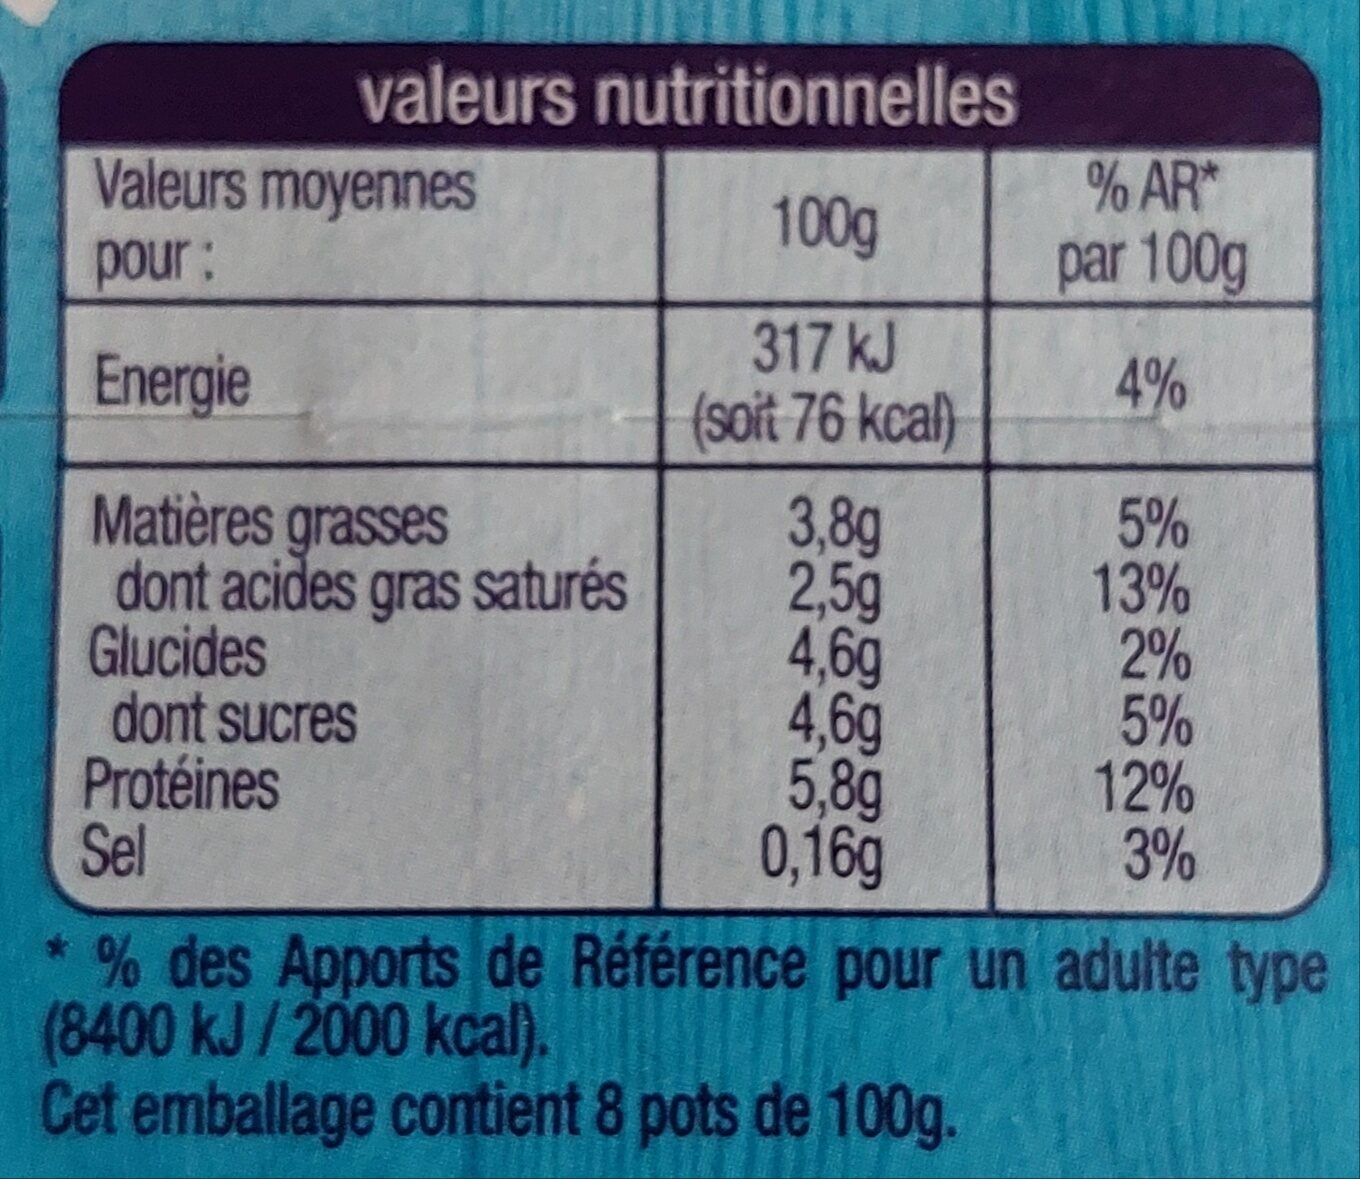 valeurs nutritionnelles
Valeurs moyennes
pour :
100g
% AR*
par 100g
Energie
317 kJ
(soit 76 kcal)
4%
Matières grasses 3,8g 5%
dont acides gras saturés 2,5g 13%
Glucides 4,6g 2%
dont sucres 4,6g 5%
Protéines 5,8g 12%
Sel 0,16g 3%
* % des Apports de Référence pour un adulte type
(8400 kJ / 2000 kcal).
Cet emballage contient 8 pots de 100g.